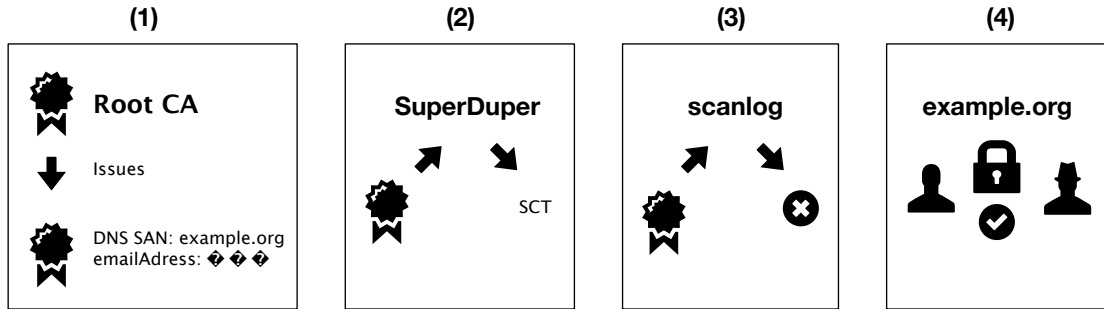 (1)
Root CA
Issues
DNS SAN: example.org
emailAdress: � � �
(2)
SuperDuper
SCT
(3)
scanlog
(4)
example.org